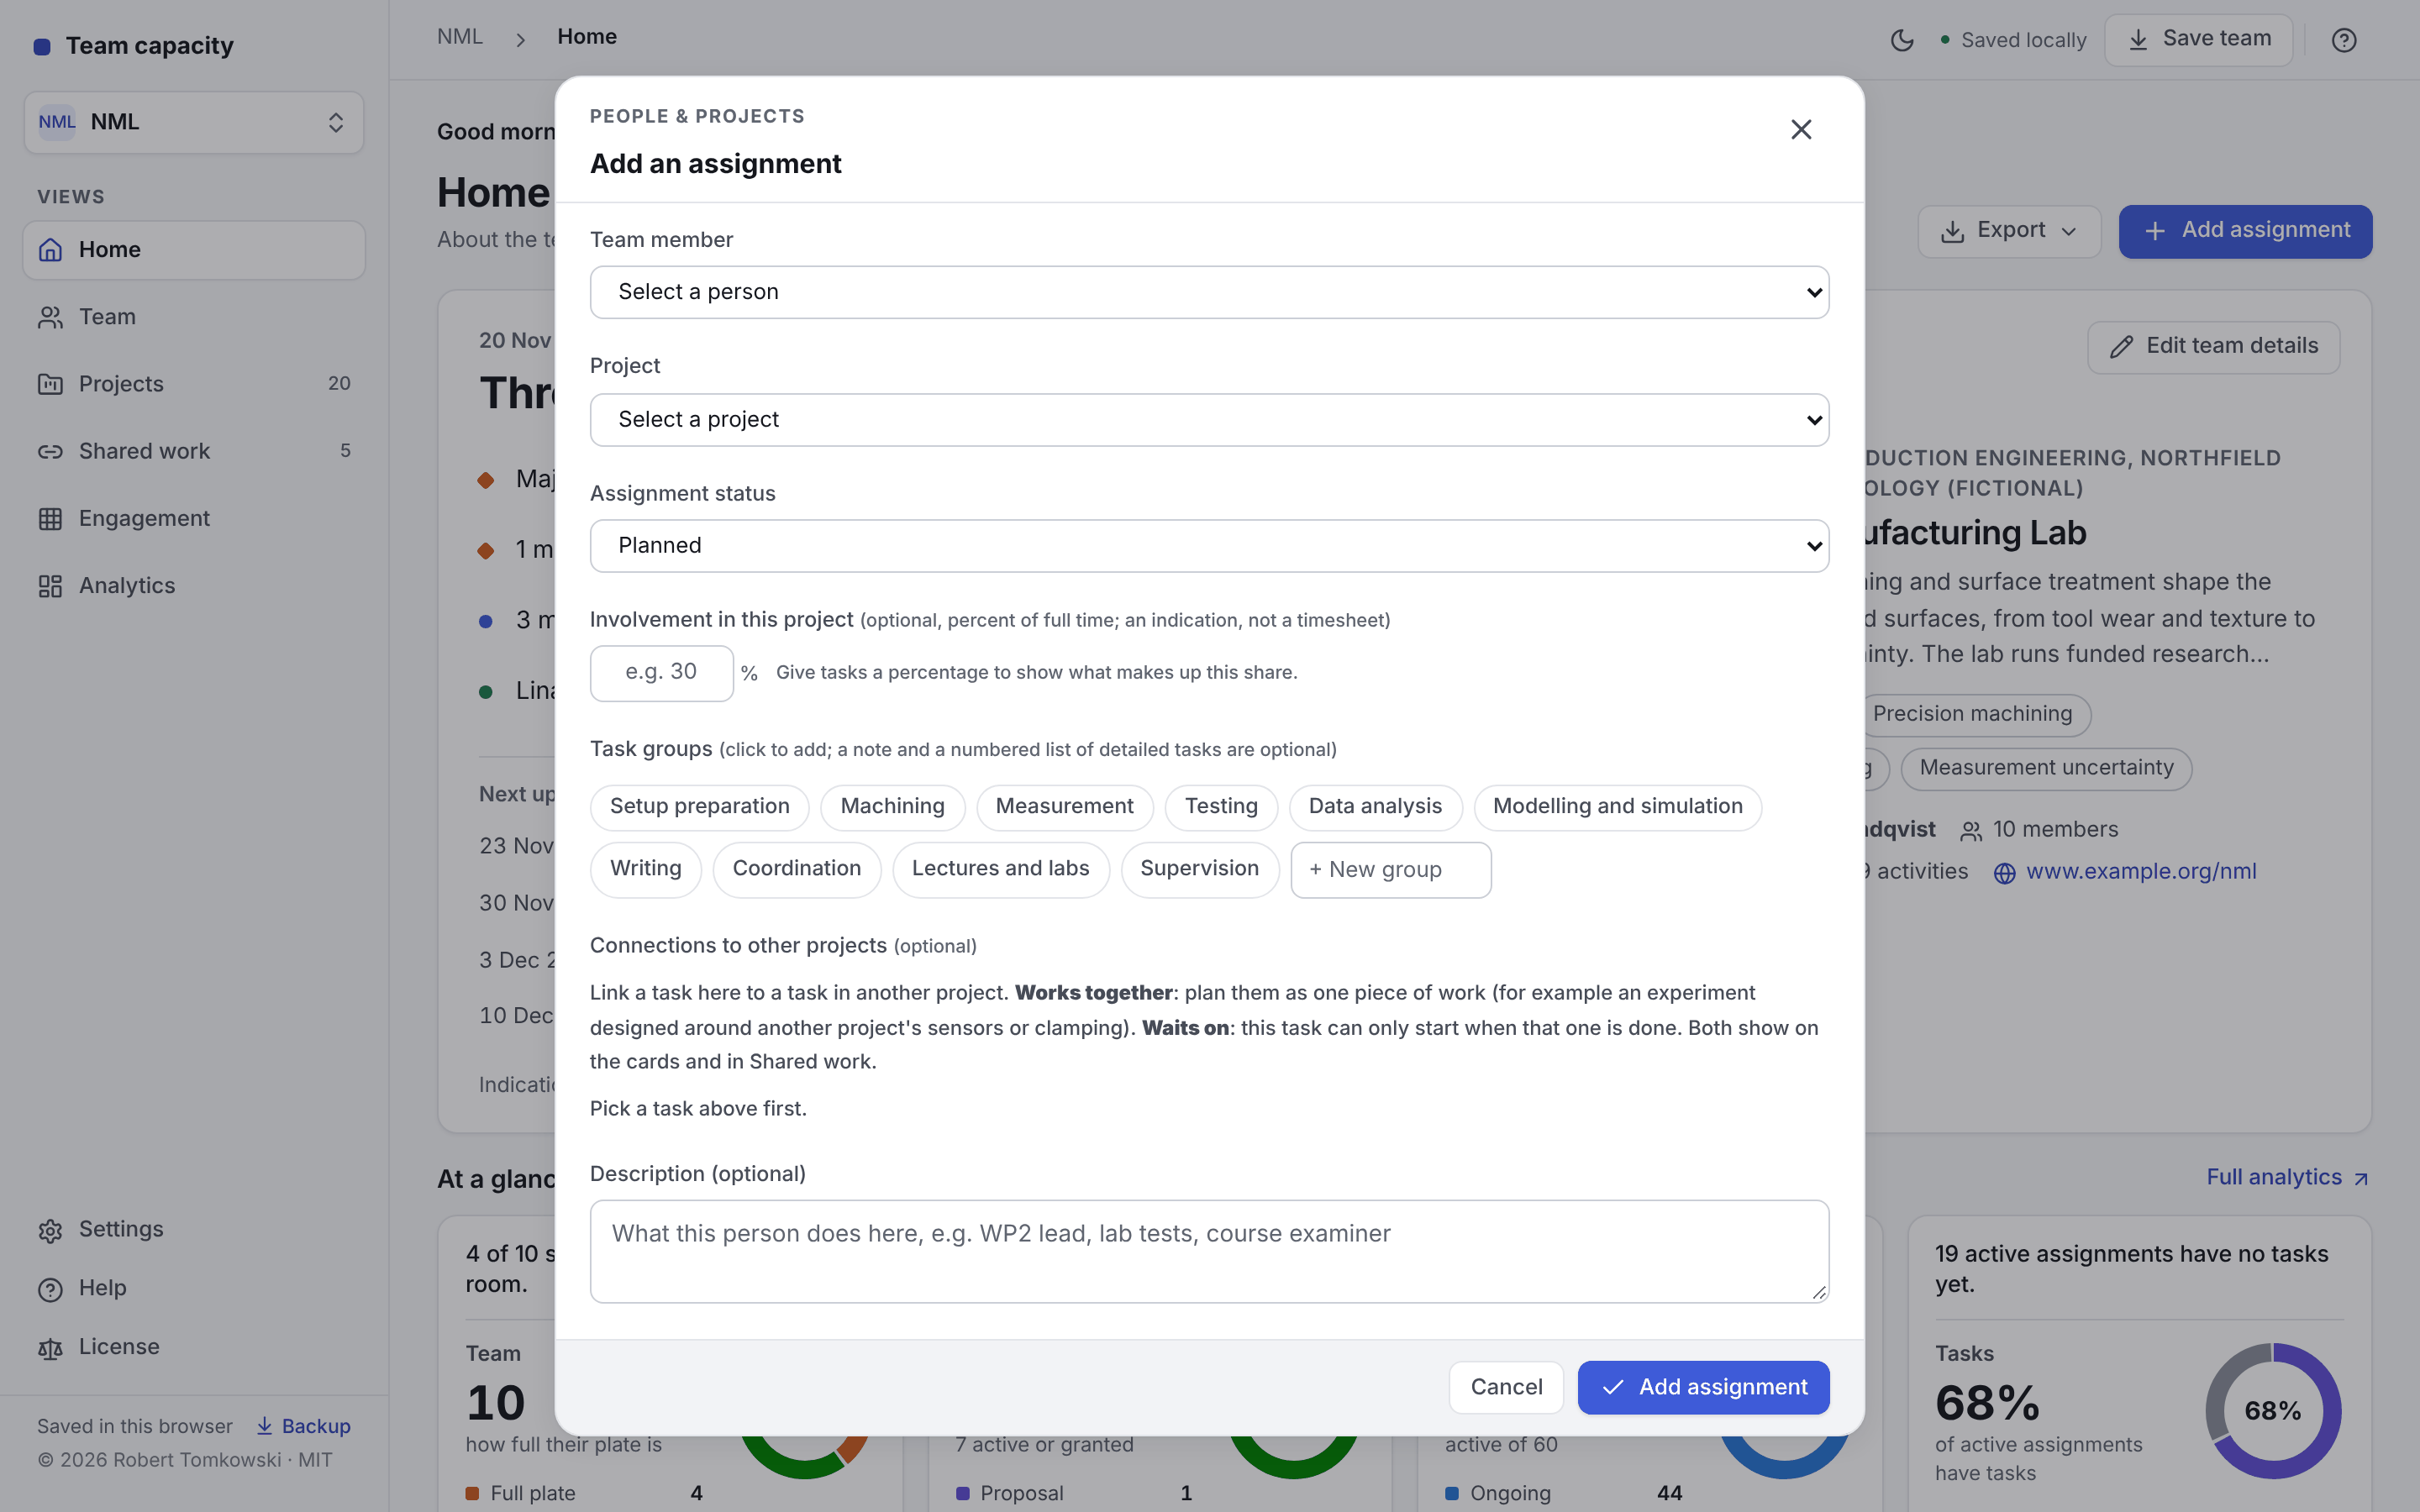 Team capacity
NML
NML
VIEWS
Home
Team
Projects 20
Shared work 5
Engagement
Analytics
Settings
Help
License
Saved in this browser Backup
© 2026 Robert Tomkowski · MIT
NML Home
Saved locally
Save team
Good morn
Home
About the te
Export
Add assignment
20 Nov
Thre
Maj
1 m
3 m
Lina
Next up
23 Nov
30 Nov
3 Dec 2
10 Dec
Indicatio
Edit team details
DUCTION ENGINEERING, NORTHFIELD
OLOGY (FICTIONAL)
ufacturing Lab
ing and surface treatment shape the
d surfaces, from tool wear and texture to
inty. The lab runs funded research...
Precision machining
g
Measurement uncertainty
dqvist 10 members
9 activities www.example.org/nml
PEOPLE & PROJECTS
Add an assignment
Team member
Select a person
Project
Select a project
Assignment status
Planned
Involvement in this project (optional, percent of full time; an indication, not a timesheet)
e.g. 30 % Give tasks a percentage to show what makes up this share.
Task groups (click to add; a note and a numbered list of detailed tasks are optional)
Setup preparation Machining Measurement Testing Data analysis Modelling and simulation
Writing Coordination Lectures and labs Supervision + New group
Connections to other projects (optional)
Link a task here to a task in another project. Works together: plan them as one piece of work (for example an experiment
designed around another project's sensors or clamping). Waits on: this task can only start when that one is done. Both show on
the cards and in Shared work.
Pick a task above first.
Description (optional)
What this person does here, e.g. WP2 lead, lab tests, course examiner
Cancel Add assignment
At a glanc
Full analytics
4 of 10 s
room.
Team
10
how full their plate is
Full plate 4
7 active or granted
Proposal 1
active of 60
Ongoing 44
19 active assignments have no tasks
yet.
Tasks
68%
of active assignments
have tasks
68%